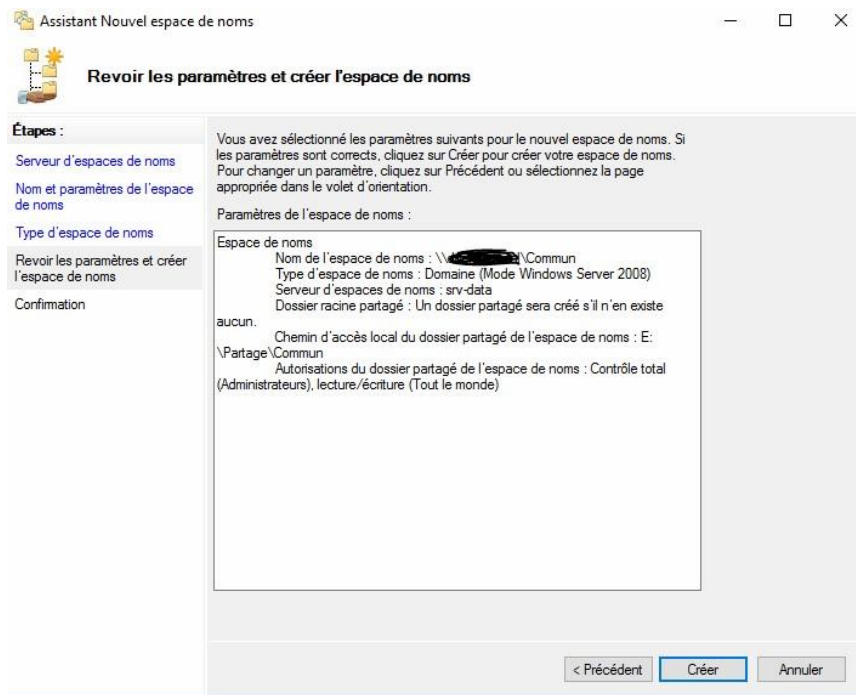 Assistant Nouvel espace de noms
Revoir les paramètres et créer l'espace de noms
Étapes :
Serveur d'espaces de noms
Nom et paramètres de l'espace
de noms
Type d'espace de noms
Revoir les paramètres et créer
l'espace de noms
Confirmation
Vous avez sélectionné les paramètres suivants pour le nouvel espace de noms. Si
les paramètres sont corrects, cliquez sur Créer pour créer votre espace de noms.
Pour changer un paramètre, cliquez sur Précédent ou sélectionnez la page
appropriée dans le volet d'orientation.
Paramètres de l'espace de noms :
Espace de noms
Nom de l'espace de noms : \\ \Commun
Type d'espace de noms : Domaine (Mode Windows Server 2008)
Serveur d'espaces de noms : srv-data
Dossier racine partagé : Un dossier partagé sera créé s'il n'en existe
aucun.
Chemin d'accès local du dossier partagé de l'espace de noms : E:
\Partage\Commun
Autorisations du dossier partagé de l'espace de noms : Contrôle total
(Administrateurs), lecture/écriture (Tout le monde)
< Précédent
Créer
Annuler